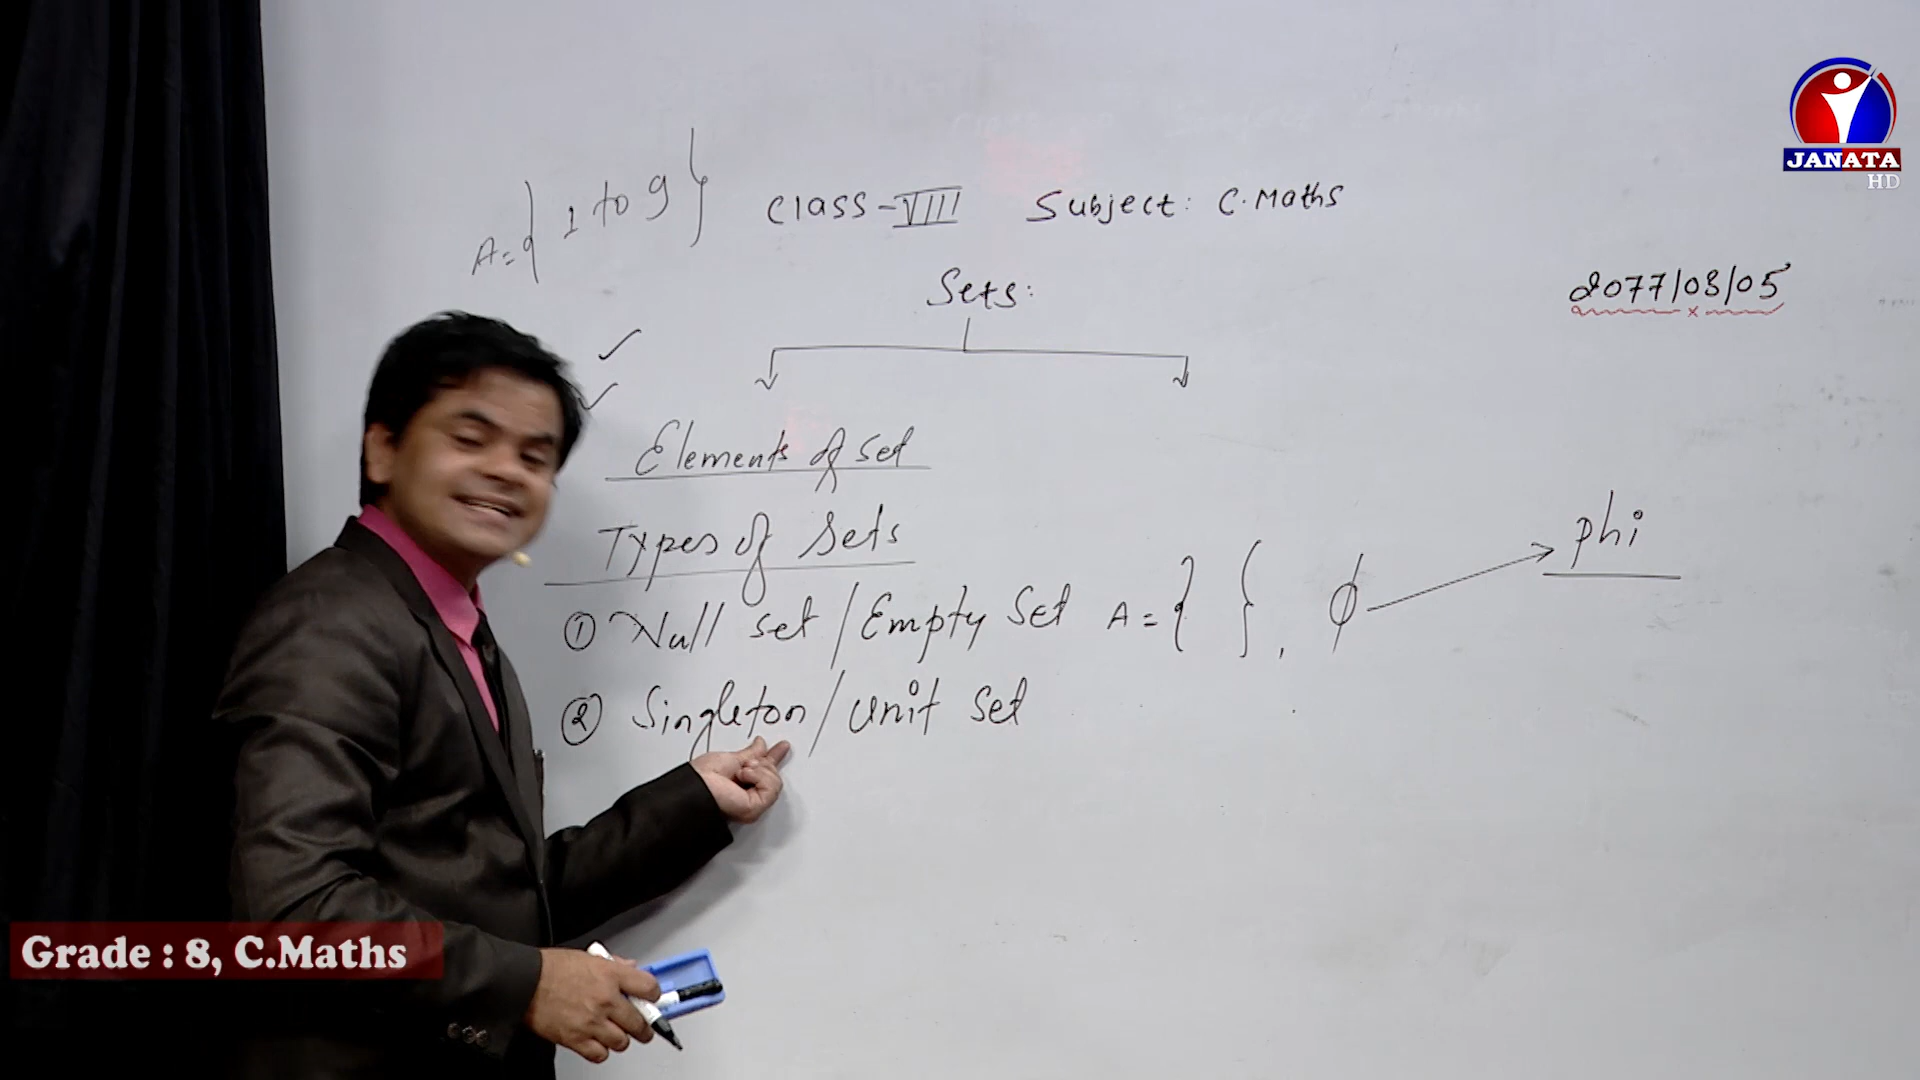 JANATA
HD
A = { 1 to 9 }
Class - VIII Subject: C. Maths
Sets:
2077/03/05
Elements of set
Types of Sets
① Null set / Empty Set A = { }, ϕ → phi
② Singleton / Unit Set
Grade : 8, C.Maths